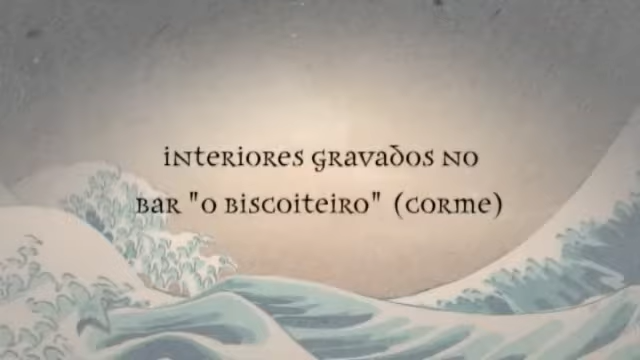 interiores gravados no
bar "o biscoiteiro" (corme)